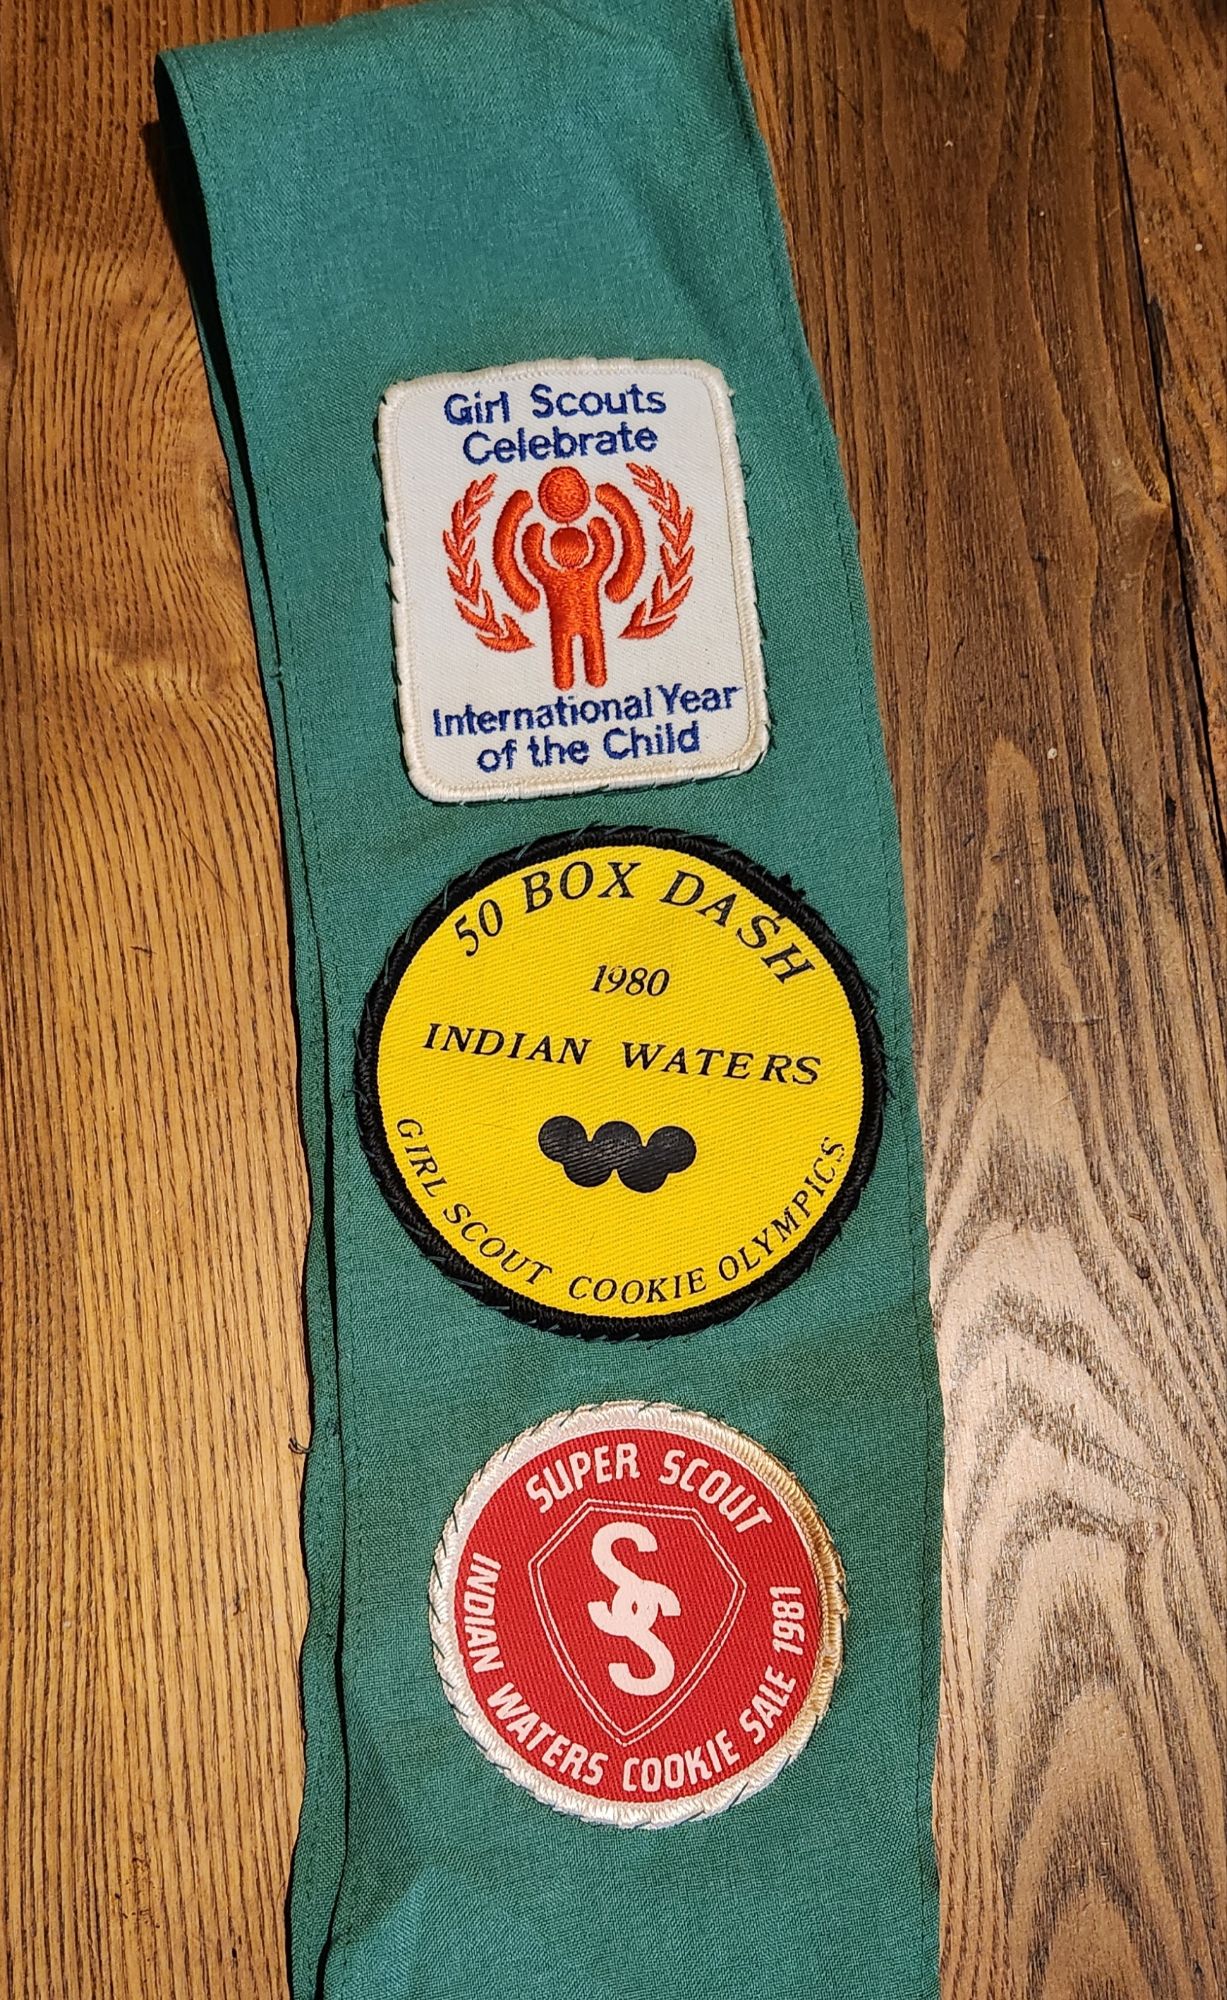 Girl Scouts
Celebrate
International Year
of the Child
50 BOX DASH
1980
INDIAN WATERS
GIRL SCOUT COOKIE OLYMPICS
SUPER SCOUT
SS
INDIAN WATERS COOKIE SALE 1981